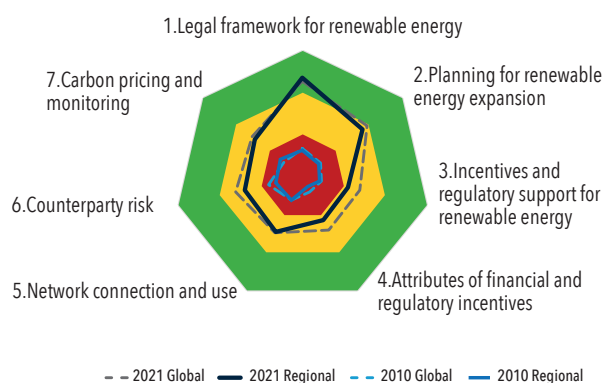 1.Legal framework for renewable energy
2.Planning for renewable
energy expansion
3.Incentives and
regulatory support for
renewable energy
4.Attributes of financial and
regulatory incentives
5.Network connection and use
6.Counterparty risk
7.Carbon pricing and
monitoring
2021 Global 2021 Regional 2010 Global 2010 Regional